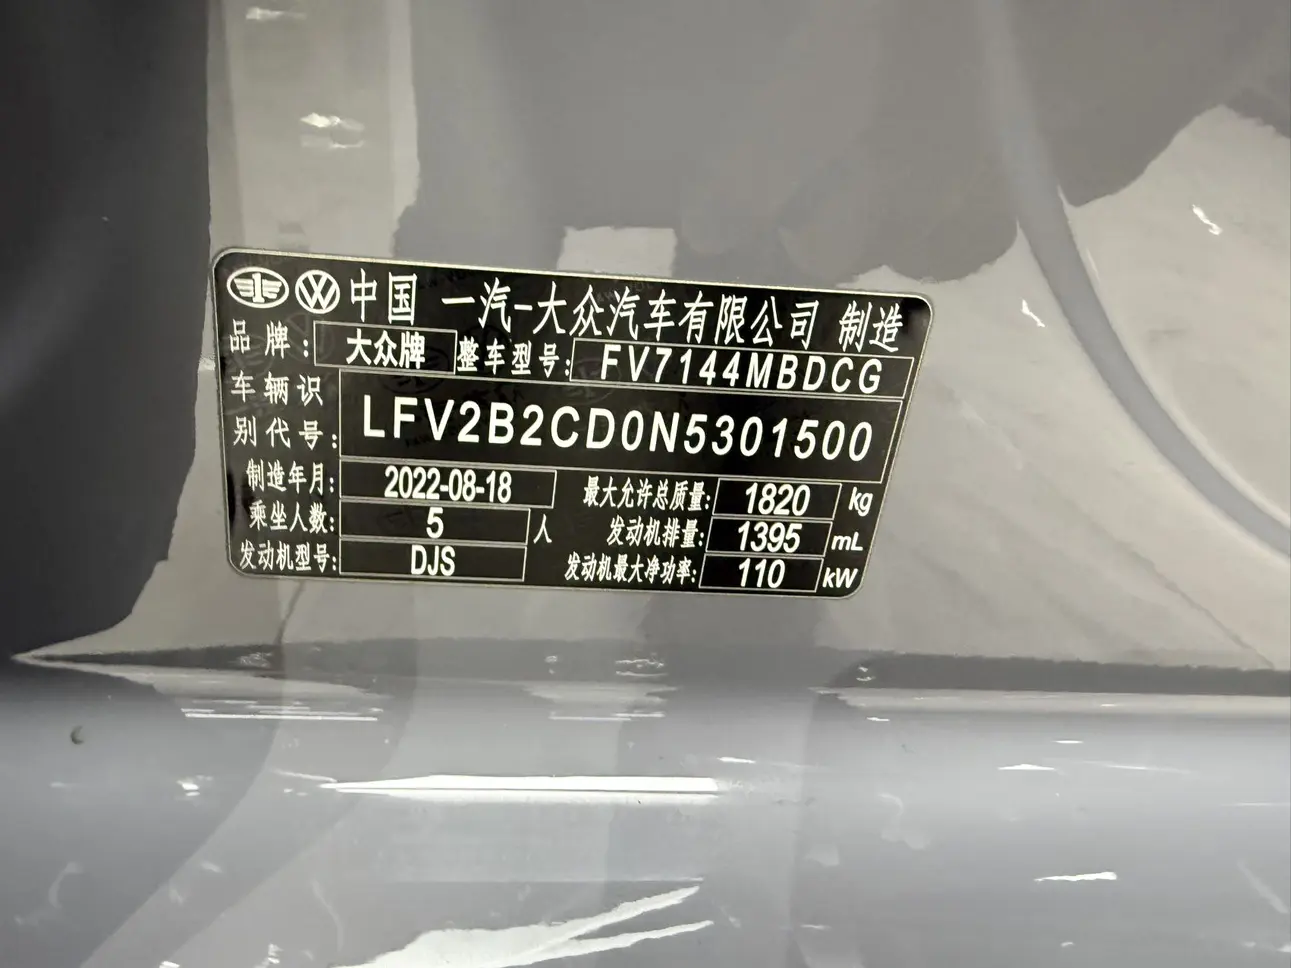 中国 一汽-大众汽车有限公司 制造
品牌: 大众牌 整车型号: FV7144MBDCG
车辆识别代号: LFV2B2CD0N5301500
制造年月: 2022-08-18 最大允许总质量: 1820 kg
乘坐人数: 5 人 发动机排量: 1395 mL
发动机型号: DJS 发动机最大净功率: 110 kW